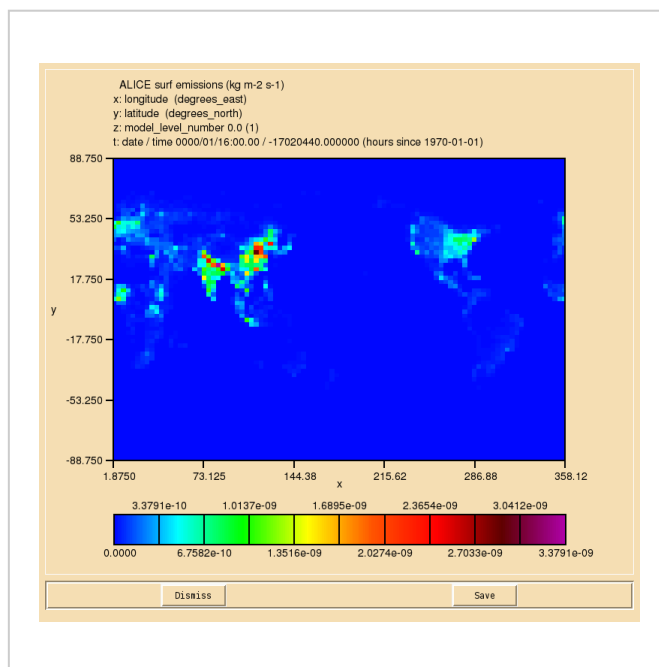 ALICE surf emissions (kg m-2 s-1)
x: longitude (degrees_east)
y: latitude (degrees_north)
z: model_level_number 0.0 (1)
t: date / time 0000/01/16:00.00 / -17020440.000000 (hours since 1970-01-01)
88.750
53.250
17.750
y
-17.750
-53.250
-88.750
1.8750 73.125 144.38 215.62 286.88 358.12
x
3.3791e-10 1.0137e-09 1.6895e-09 2.3654e-09 3.0412e-09
0.0000 6.7582e-10 1.3516e-09 2.0274e-09 2.7033e-09 3.3791e-09
Dismiss Save